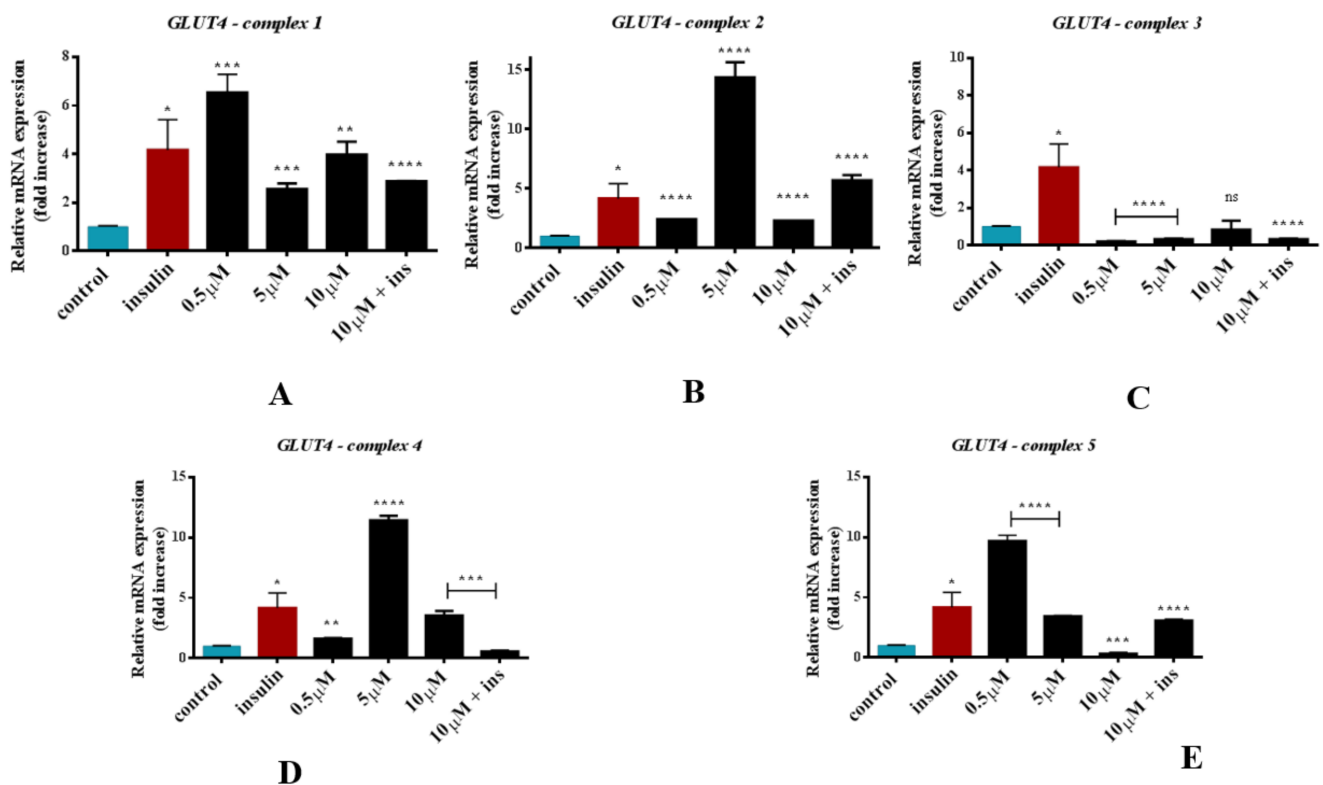 GLUT4 - complex 1
Relative mRNA expression
(fold increase)
8
6
4
2
0
*
***
***
**
****
control
insulin
0.5μM
5μM
10μM
10μM + ins
A
GLUT4 - complex 2
Relative mRNA expression
(fold increase)
15
10
5
0
*
****
****
****
****
control
insulin
0.5μM
5μM
10μM
10μM + ins
B
GLUT4 - complex 3
Relative mRNA expression
(fold increase)
10
8
6
4
2
0
*
****
ns
****
control
insulin
0.5μM
5μM
10μM
10μM + ins
C
GLUT4 - complex 4
Relative mRNA expression
(fold increase)
15
10
5
0
*
**
****
***
control
insulin
0.5μM
5μM
10μM
10μM + ins
D
GLUT4 - complex 5
Relative mRNA expression
(fold increase)
15
10
5
0
*
****
***
****
control
insulin
0.5μM
5μM
10μM
10μM + ins
E